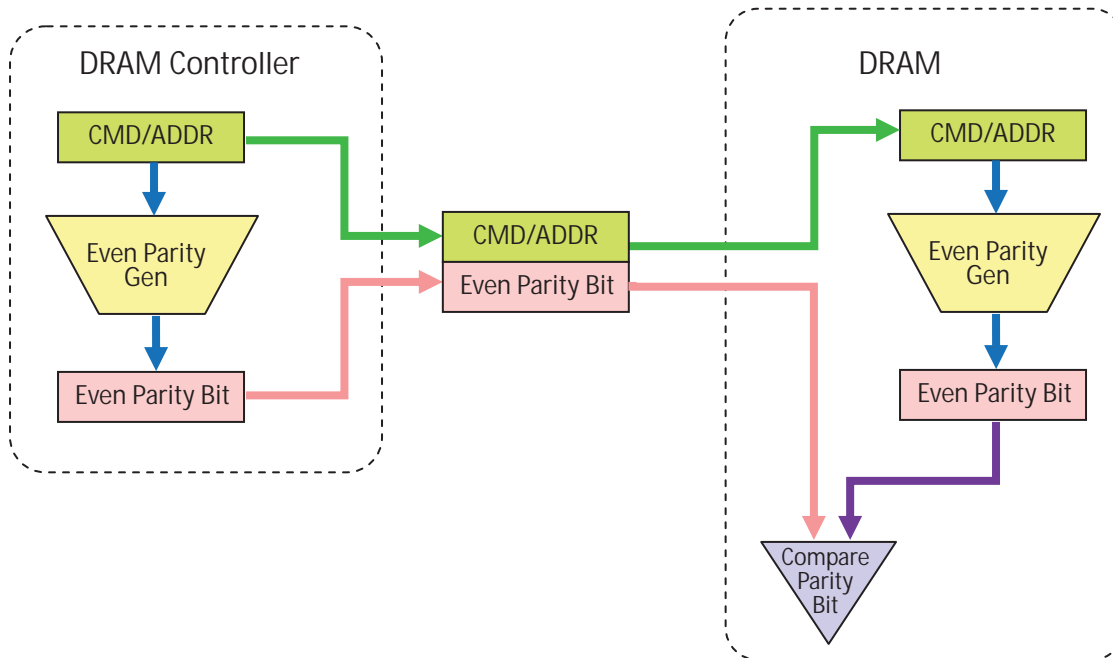 DRAM Controller
CMD/ADDR
Even Parity
Gen
Even Parity Bit
CMD/ADDR
Even Parity Bit
DRAM
CMD/ADDR
Even Parity
Gen
Even Parity Bit
Compare
Parity
Bit